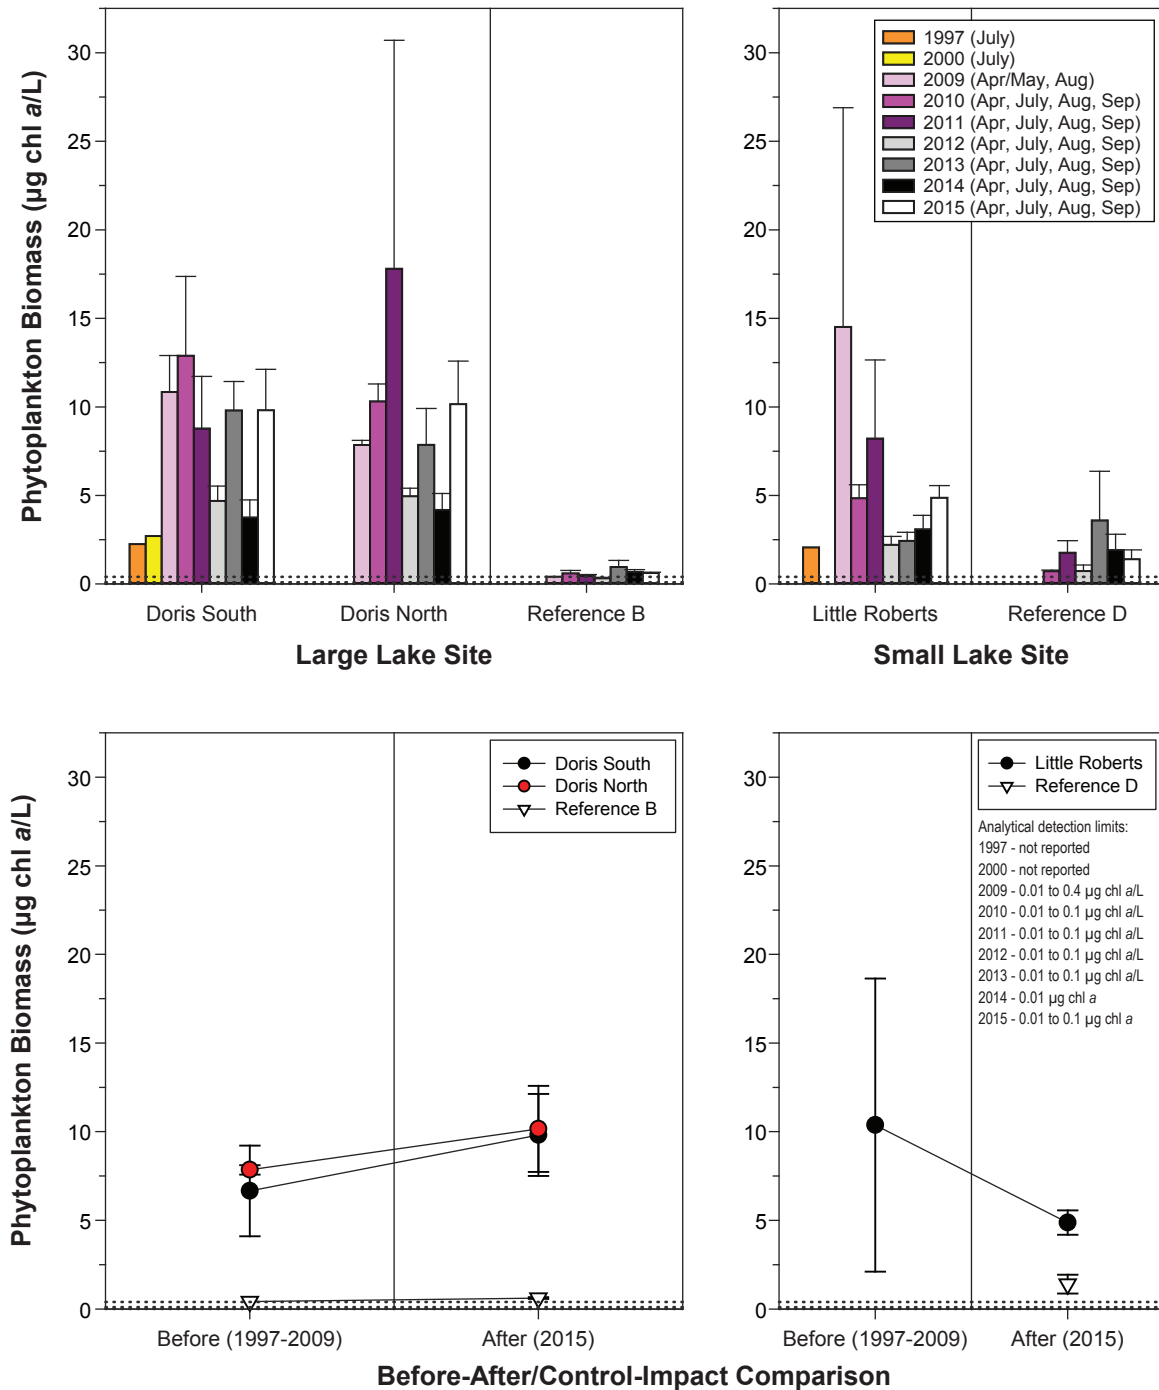 Phytoplankton Biomass (µg chl a/L)
30
25
20
15
10
5
0
Doris South
Doris North
Reference B
Large Lake Site
30
25
20
15
10
5
0
1997 (July)
2000 (July)
2009 (Apr/May, Aug)
2010 (Apr, July, Aug, Sep)
2011 (Apr, July, Aug, Sep)
2012 (Apr, July, Aug, Sep)
2013 (Apr, July, Aug, Sep)
2014 (Apr, July, Aug, Sep)
2015 (Apr, July, Aug, Sep)
Little Roberts
Reference D
Small Lake Site
Phytoplankton Biomass (µg chl a/L)
30
25
20
15
10
5
0
Doris South
Doris North
Reference B
Before (1997-2009)
After (2015)
30
25
20
15
10
5
0
Little Roberts
Reference D
Analytical detection limits:
1997 - not reported
2000 - not reported
2009 - 0.01 to 0.4 µg chl a/L
2010 - 0.01 to 0.1 µg chl a/L
2011 - 0.01 to 0.1 µg chl a/L
2012 - 0.01 to 0.1 µg chl a/L
2013 - 0.01 to 0.1 µg chl a/L
2014 - 0.01 µg chl a
2015 - 0.01 to 0.1 µg chl a
Before (1997-2009)
After (2015)
Before-After/Control-Impact Comparison